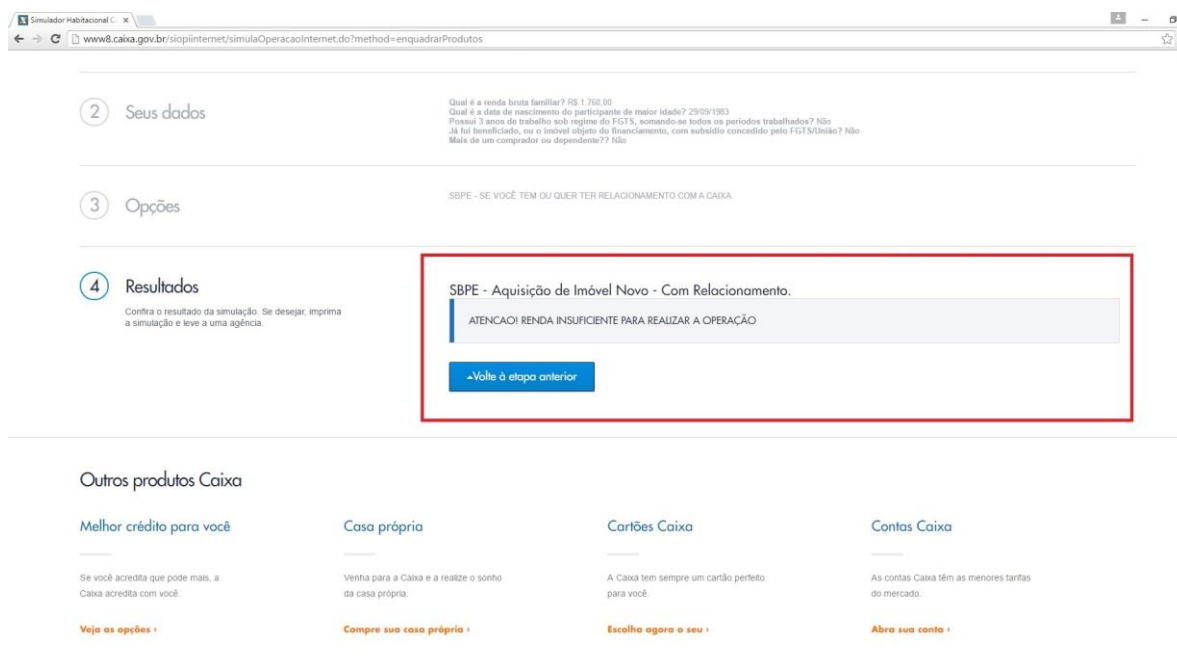 Simulador Habitacional C
www8.caixa.gov.br/siopiinternet/simulaOperacaoInternet.do?method=enquadrarProdutos
2 Seus dados
Qual é a renda bruta familiar? R$ 1.760,00
Qual é a data de nascimento do participante de maior idade? 29/09/1983
Possui 3 anos de trabalho sob regime do FGTS, somando-se todos os períodos trabalhados? Não
Já foi beneficiado, ou o imóvel objeto do financiamento, com subsídio concedido pelo FGTS/União? Não
Mais de um comprador ou dependente?? Não
3 Opções
SBPE - SE VOCÊ TEM OU QUER TER RELACIONAMENTO COM A CAIXA
4 Resultados
Confira o resultado da simulação. Se desejar, imprima
a simulação e leve a uma agência.
SBPE - Aquisição de Imóvel Novo - Com Relacionamento.
ATENCAO! RENDA INSUFICIENTE PARA REALIZAR A OPERAÇÃO
Volte à etapa anterior
Outros produtos Caixa
Melhor crédito para você
Se você acredita que pode mais, a
Caixa acredita com você.
Veja as opções ›
Casa própria
Venha para a Caixa e a realize o sonho
da casa própria.
Compre sua casa própria ›
Cartões Caixa
A Caixa tem sempre um cartão perfeito
para você.
Escolha agora o seu ›
Contas Caixa
As contas Caixa têm as menores tarifas
do mercado.
Abra sua conta ›